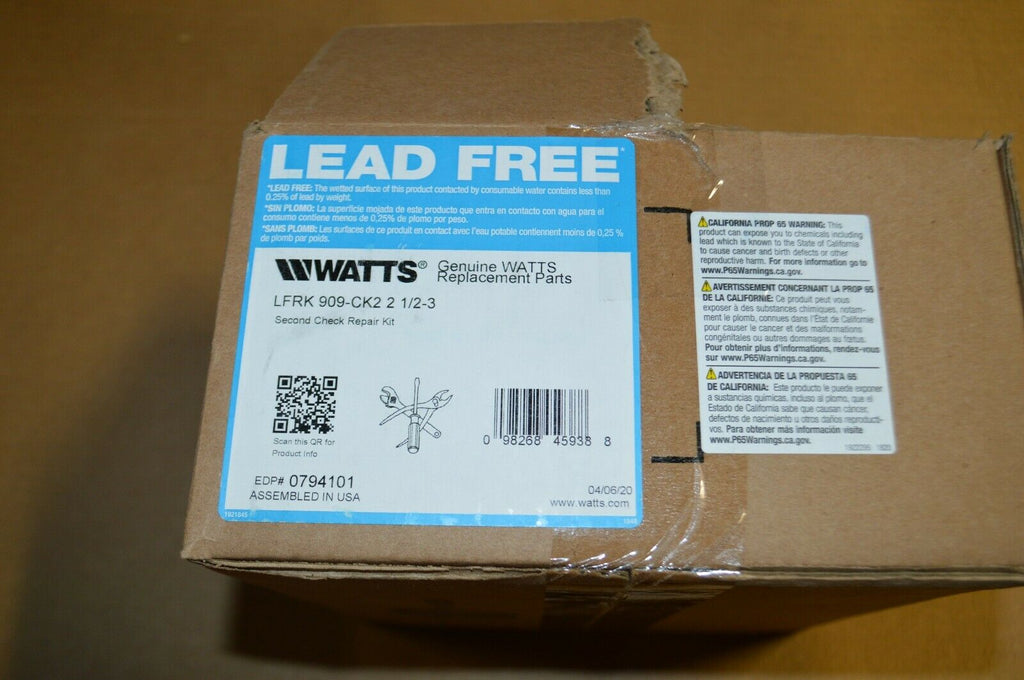 LEAD FREE*
*LEAD FREE: The wetted surface of this product contacted by consumable water contains less than
0.25% of lead by weight.
*SIN PLOMO: La superficie mojada de este producto que entra en contacto con agua para el
consumo contiene menos de 0,25% de plomo por peso.
*SANS PLOMB: Les surfaces de ce produit en contact avec l'eau potable contiennent moins de 0,25 %
de plomb par poids.
WATTS® Genuine WATTS
Replacement Parts
LFRK 909-CK2 2 1/2-3
Second Check Repair Kit
Scan this QR for
Product Info
0 98268 45938 8
EDP# 0794101
ASSEMBLED IN USA
04/06/20
www.watts.com
1921845
1948
CALIFORNIA PROP 65 WARNING: This
product can expose you to chemicals including
lead which is known to the State of California
to cause cancer and birth defects or other
reproductive harm. For more information go to
www.P65Warnings.ca.gov.
AVERTISSEMENT CONCERNANT LA PROP 65
DE LA CALIFORNIE: Ce produit peut vous
exposer à des substances chimiques, notam-
ment le plomb, connues dans l'État de Californie
pour causer le cancer et des malformations
congénitales ou autres dommages au fœtus.
Pour obtenir plus d'informations, rendez-vous
sur www.P65Warnings.ca.gov.
ADVERTENCIA DE LA PROPUESTA 65
DE CALIFORNIA: Este producto le puede exponer
a sustancias químicas, incluso al plomo, que el
Estado de California sabe que causan cáncer,
defectos de nacimiento u otros daños reproducti-
vos. Para obtener más información visite
www.P65Warnings.ca.gov.